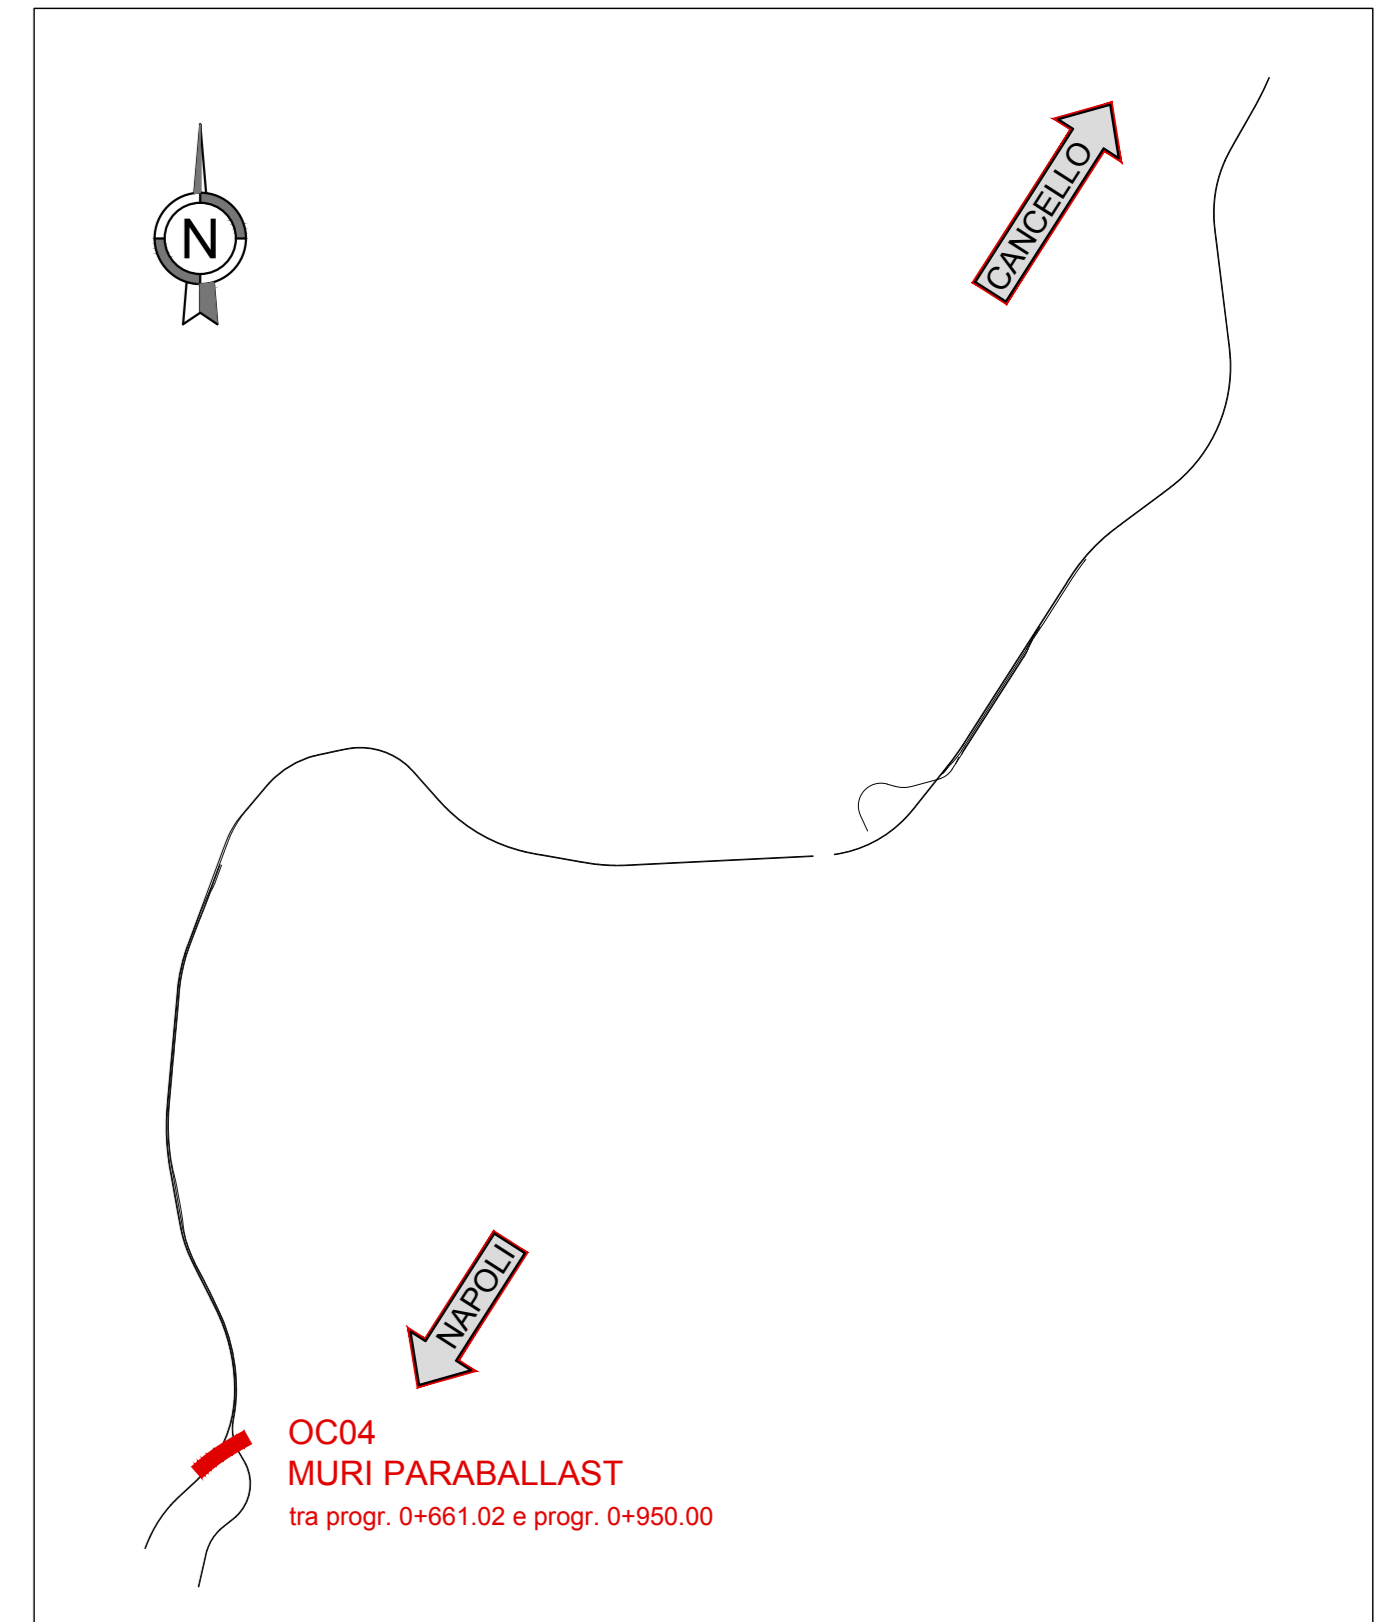 N
CANCELLO
NAPOLI
OC04
MURI PARABALLAST
tra progr. 0+661.02 e progr. 0+950.00